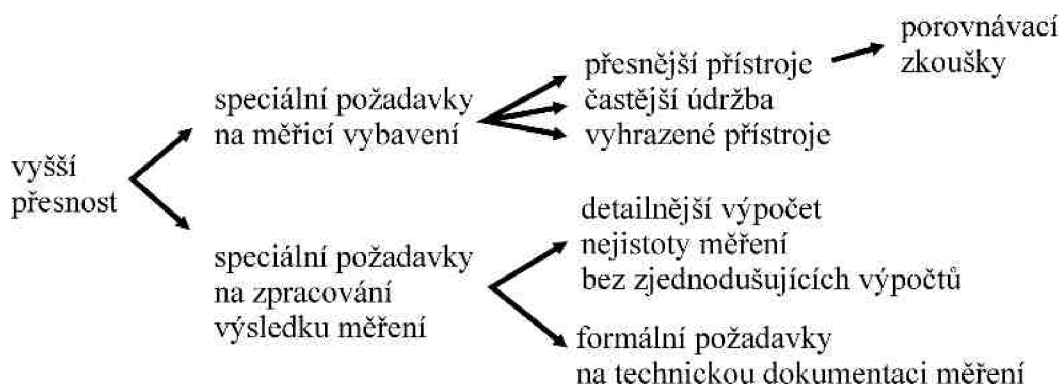 vyšší
přesnost
speciální požadavky
na měřicí vybavení
přesnější přístroje
častější údržba
vyhrazené přístroje
porovnávací
zkoušky
speciální požadavky
na zpracování
výsledku měření
detailnější výpočet
nejistoty měření
bez zjednodušujících výpočtů
formální požadavky
na technickou dokumentaci měření